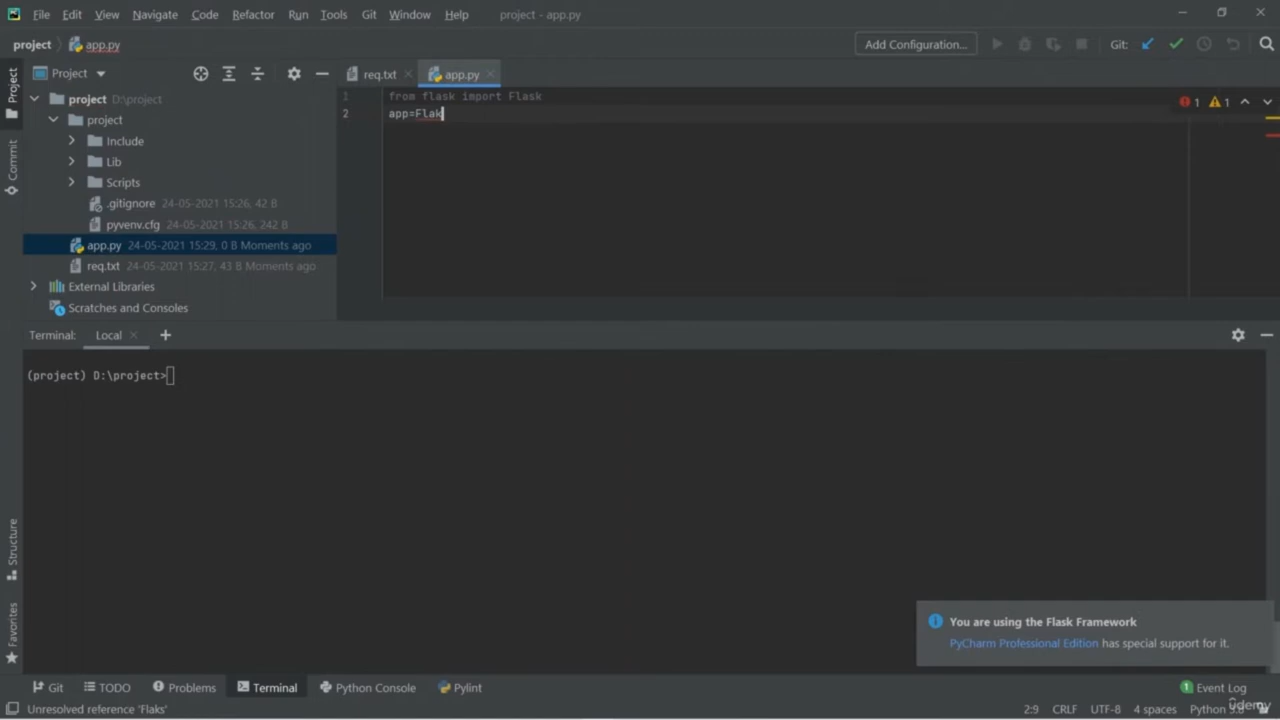 File Edit View Navigate Code Refactor Run Tools Git Window Help project - app.py
project app.py Add Configuration... Git:
Project req.txt app.py
1 from flask import Flask
2 app=Flak
1 1
project D:\project
project
Include
Lib
Scripts
.gitignore 24-05-2021 15:26, 42 B
pyvenv.cfg 24-05-2021 15:26, 242 B
app.py 24-05-2021 15:29, 0 B Moments ago
req.txt 24-05-2021 15:27, 43 B Moments ago
External Libraries
Scratches and Consoles
Project
Commit
Structure
Favorites
Terminal: Local
(project) D:\project>
You are using the Flask Framework
PyCharm Professional Edition has special support for it.
Git TODO Problems Terminal Python Console Pylint 1 Event Log
Unresolved reference 'Flaks' 2:9 CRLF UTF-8 4 spaces Python
ûdemy